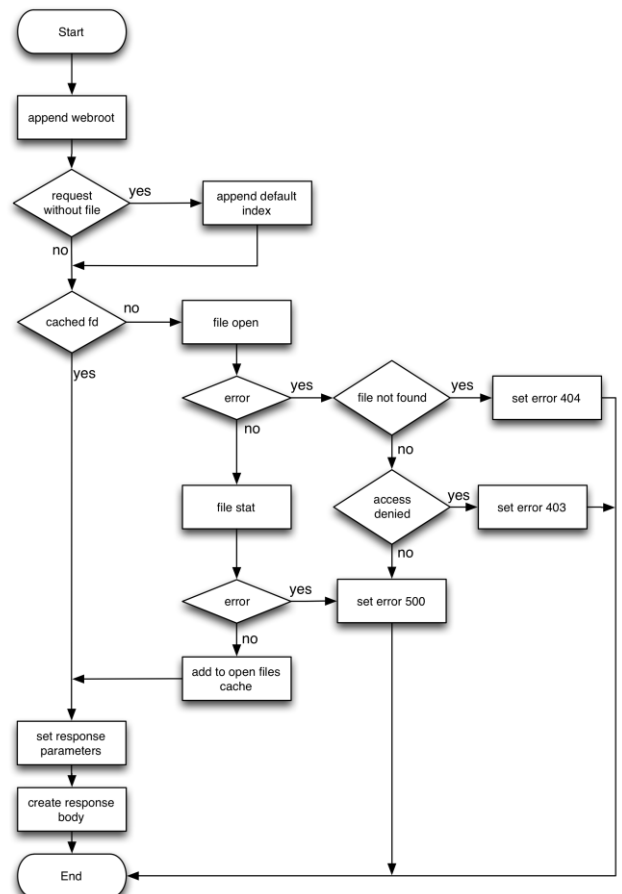 Start
append webroot
request
without file
yes
append default
index
no
cached fd
no
file open
yes
error
yes
file not found
yes
set error 404
no
no
file stat
access
denied
yes
set error 403
no
error
yes
set error 500
no
add to open files
cache
set response
parameters
create response
body
End